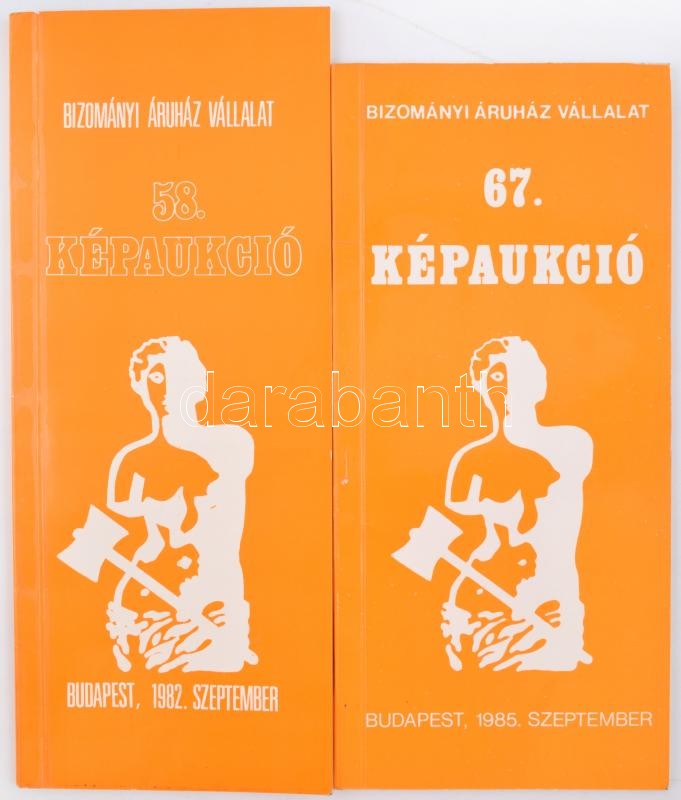 BIZOMÁNYI ÁRUHÁZ VÁLLALAT
58.
KÉPAUKCIÓ
BUDAPEST, 1982. SZEPTEMBER
BIZOMÁNYI ÁRUHÁZ VÁLLALAT
67.
KÉPAUKCIÓ
BUDAPEST, 1985. SZEPTEMBER
darabanth